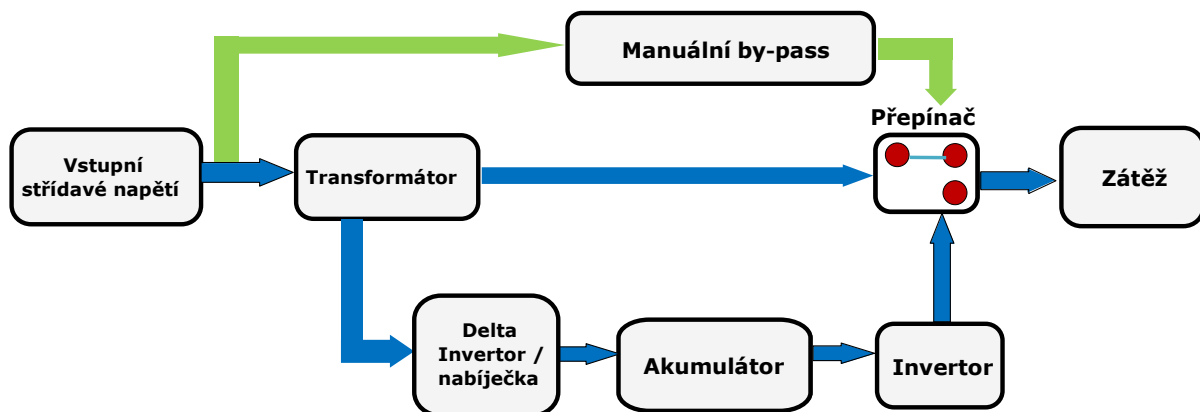 Manuální by-pass
Přepínač
Vstupní
střídavé napětí
Transformátor
Zátěž
Delta
Invertor /
nabíječka
Akumulátor
Invertor